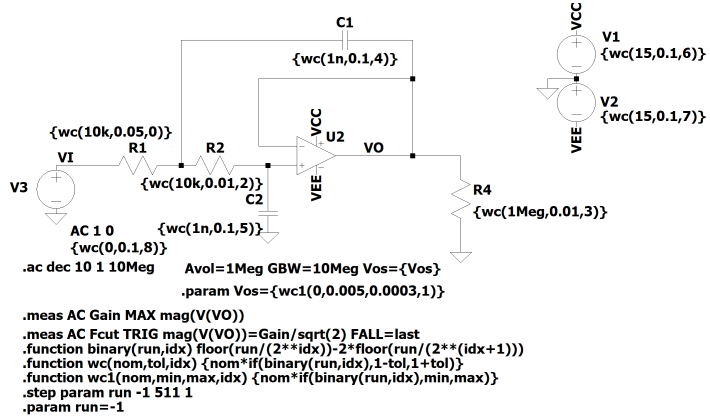 C1
{wc(1n,0.1,4)}
VCC
V1
{wc(15,0.1,6)}
V2
{wc(15,0.1,7)}
VEE
{wc(10k,0.05,0)}
VI
R1
R2
{wc(10k,0.01,2)}
VCC
U2
VO
VEE
V3
C2
{wc(1n,0.1,5)}
R4
{wc(1Meg,0.01,3)}
AC 1 0
{wc(0,0.1,8)}
.ac dec 10 1 10Meg
Avol=1Meg GBW=10Meg Vos={Vos}
.param Vos={wc1(0,0.005,0.0003,1)}
.meas AC Gain MAX mag(V(VO))
.meas AC Fcut TRIG mag(V(VO))=Gain/sqrt(2) FALL=last
.function binary(run,idx) floor(run/(2**idx))-2*floor(run/(2**(idx+1)))
.function wc(nom,tol,idx) {nom*if(binary(run,idx),1-tol,1+tol)}
.function wc1(nom,min,max,idx) {nom*if(binary(run,idx),min,max)}
.step param run -1 511 1
.param run=-1